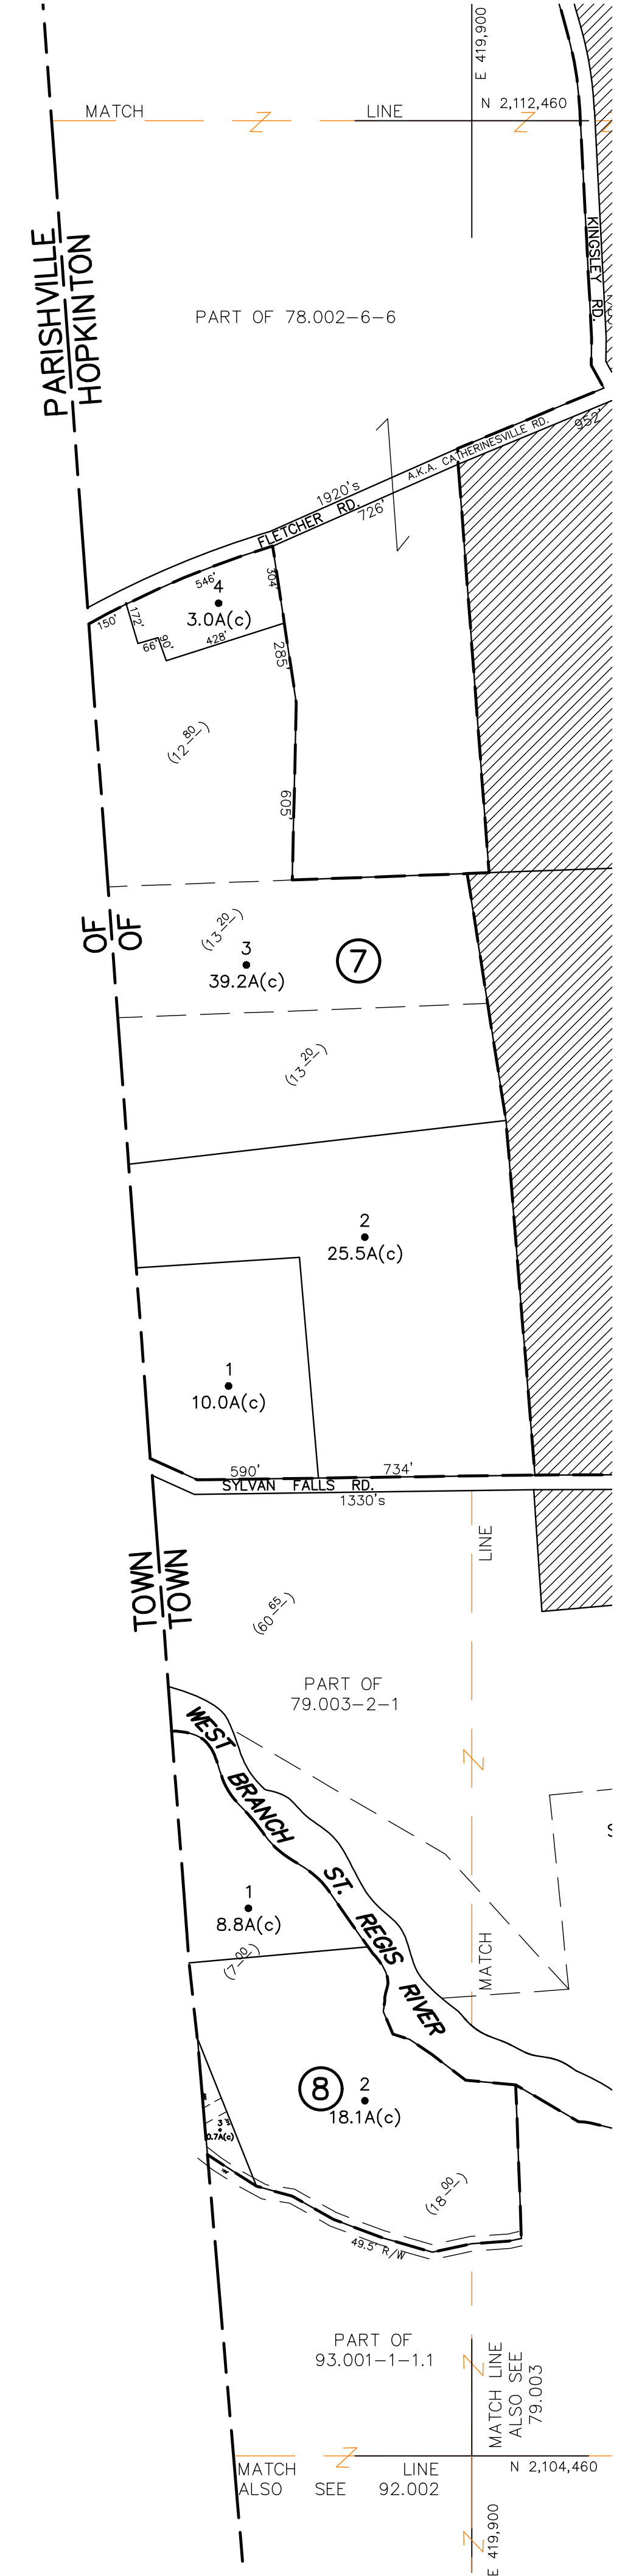 E 419,900
N 2,112,460
MATCH LINE
KINGSLEY RD.
PARISHVILLE
HOPKINTON
PART OF 78.002-6-6
952'
A.K.A. CATHERINESVILLE RD.
1920's
FLETCHER RD.
726'
546'
304'
4
3.0A(c)
150'
172'
66'
90'
428'
285'
(12 80)
605'
OF
OF
(13 20)
3
39.2A(c)
7
(13 20)
2
25.5A(c)
1
10.0A(c)
590'
734'
SYLVAN FALLS RD.
1330's
LINE
TOWN
TOWN
(60 65)
PART OF
79.003-2-1
WEST BRANCH ST. REGIS RIVER
1
8.8A(c)
(7 00)
MATCH
8
2
18.1A(c)
3
0.7A(c)
(18 00)
49.5' R/W
PART OF
93.001-1-1.1
MATCH LINE
ALSO SEE
79.003
MATCH LINE
ALSO SEE 92.002
N 2,104,460
E 419,900